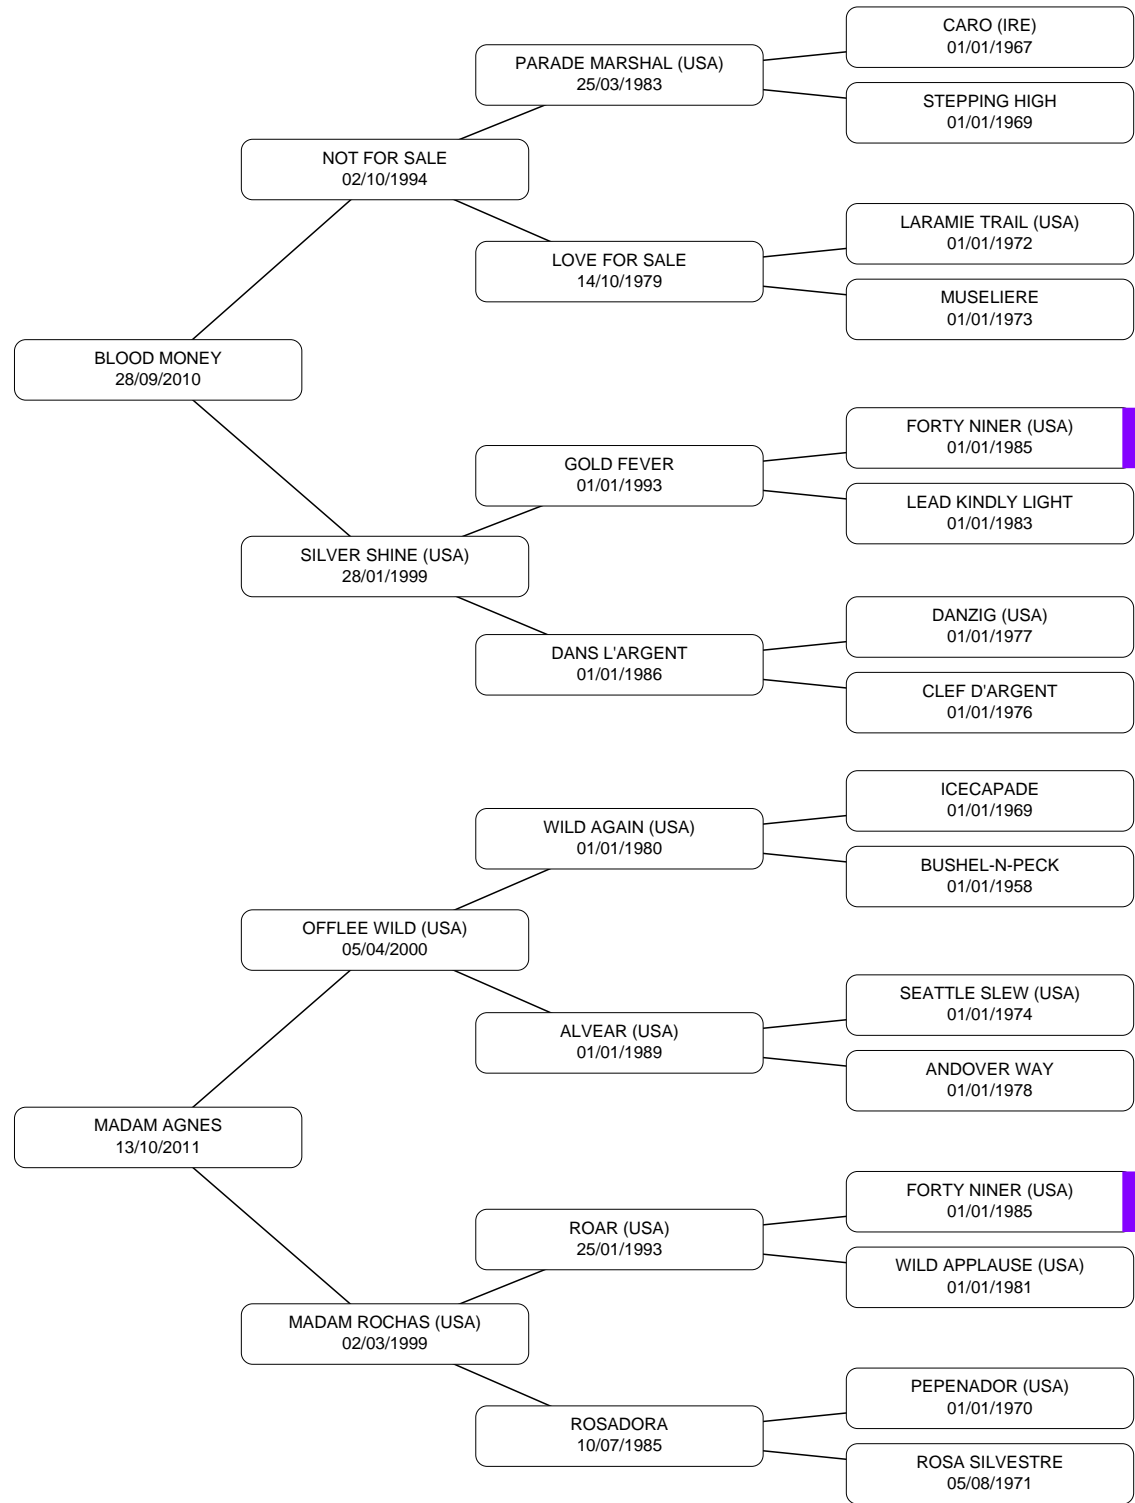 CARO (IRE)
01/01/1967
PARADE MARSHAL (USA)
25/03/1983
STEPPING HIGH
01/01/1969
NOT FOR SALE
02/10/1994
LARAMIE TRAIL (USA)
01/01/1972
LOVE FOR SALE
14/10/1979
MUSELIERE
01/01/1973
BLOOD MONEY
28/09/2010
FORTY NINER (USA)
01/01/1985
GOLD FEVER
01/01/1993
LEAD KINDLY LIGHT
01/01/1983
SILVER SHINE (USA)
28/01/1999
DANZIG (USA)
01/01/1977
DANS L'ARGENT
01/01/1986
CLEF D'ARGENT
01/01/1976
ICECAPADE
01/01/1969
WILD AGAIN (USA)
01/01/1980
BUSHEL-N-PECK
01/01/1958
OFFLEE WILD (USA)
05/04/2000
SEATTLE SLEW (USA)
01/01/1974
ALVEAR (USA)
01/01/1989
ANDOVER WAY
01/01/1978
MADAM AGNES
13/10/2011
FORTY NINER (USA)
01/01/1985
ROAR (USA)
25/01/1993
WILD APPLAUSE (USA)
01/01/1981
MADAM ROCHAS (USA)
02/03/1999
PEPENADOR (USA)
01/01/1970
ROSADORA
10/07/1985
ROSA SILVESTRE
05/08/1971